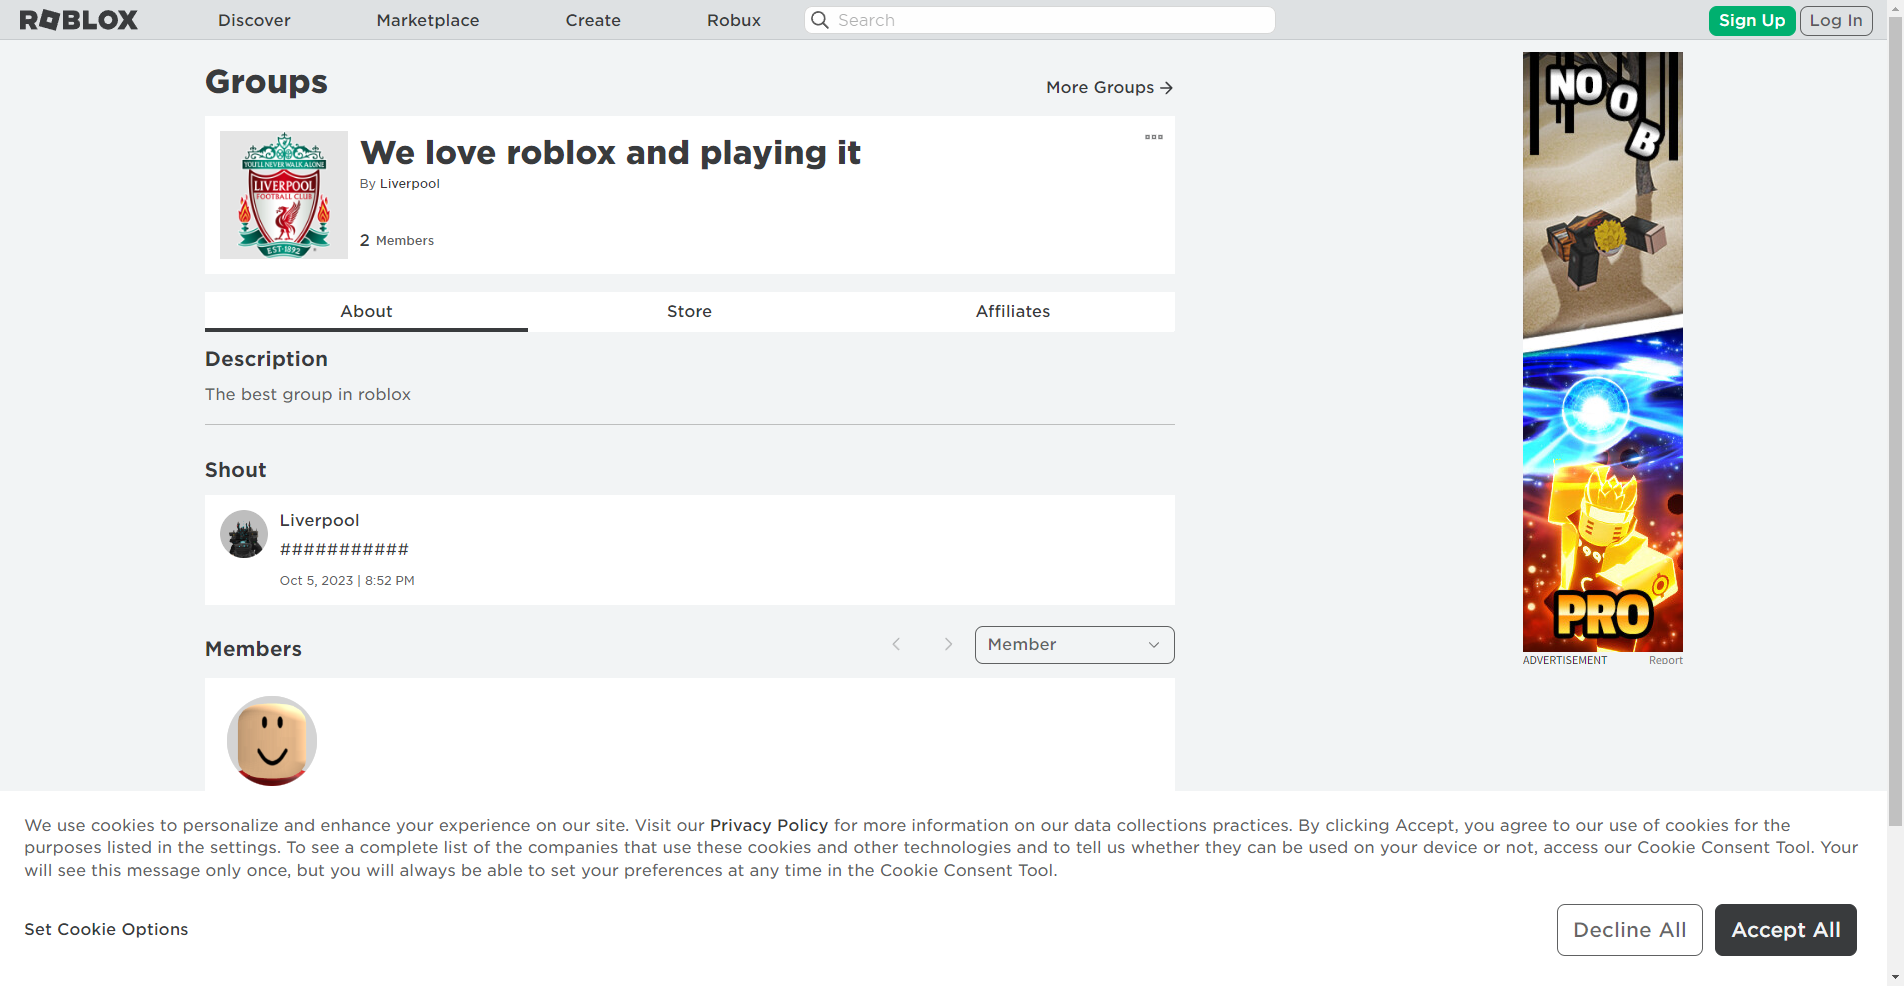 ROBLOX
Discover
Marketplace
Create
Robux
Search
Sign Up
Log In
Groups
More Groups
YOU'LL NEVER WALK ALONE
LIVERPOOL
FOOTBALL CLUB
EST·1892
We love roblox and playing it
By Liverpool
2 Members
About
Store
Affiliates
Description
The best group in roblox
Shout
Liverpool
###########
Oct 5, 2023 | 8:52 PM
Members
Member
NOOB
PRO
ADVERTISEMENT
Report
We use cookies to personalize and enhance your experience on our site. Visit our Privacy Policy for more information on our data collections practices. By clicking Accept, you agree to our use of cookies for the
purposes listed in the settings. To see a complete list of the companies that use these cookies and other technologies and to tell us whether they can be used on your device or not, access our Cookie Consent Tool. Your
will see this message only once, but you will always be able to set your preferences at any time in the Cookie Consent Tool.
Set Cookie Options
Decline All
Accept All